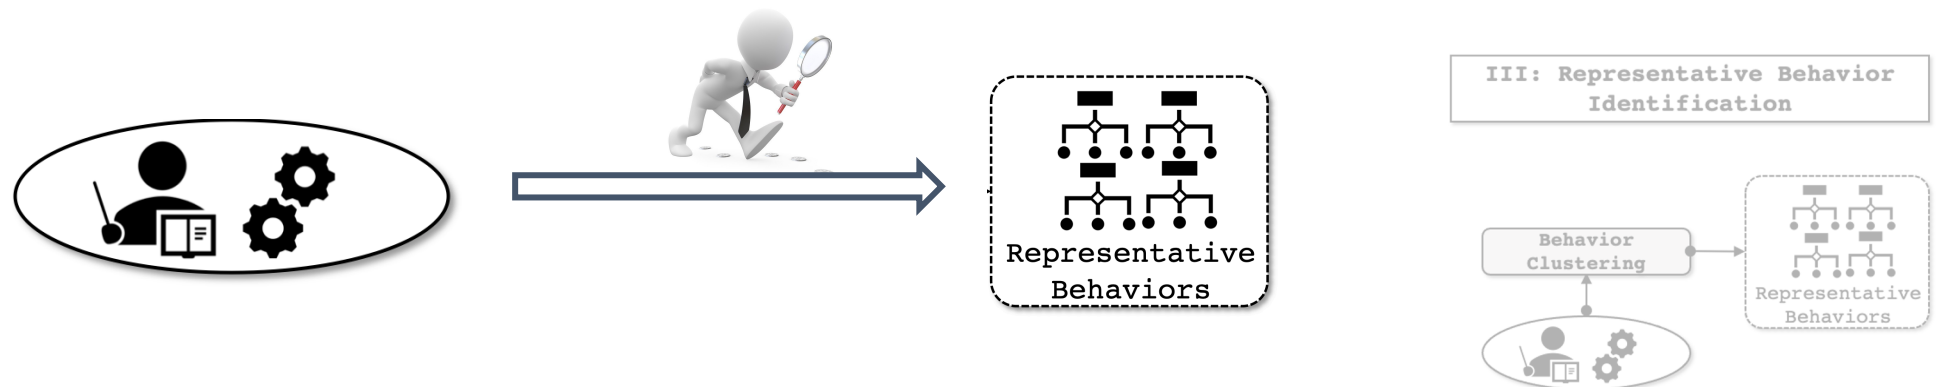 Representative
Behaviors
III: Representative Behavior
Identification
Behavior
Clustering
Representative
Behaviors